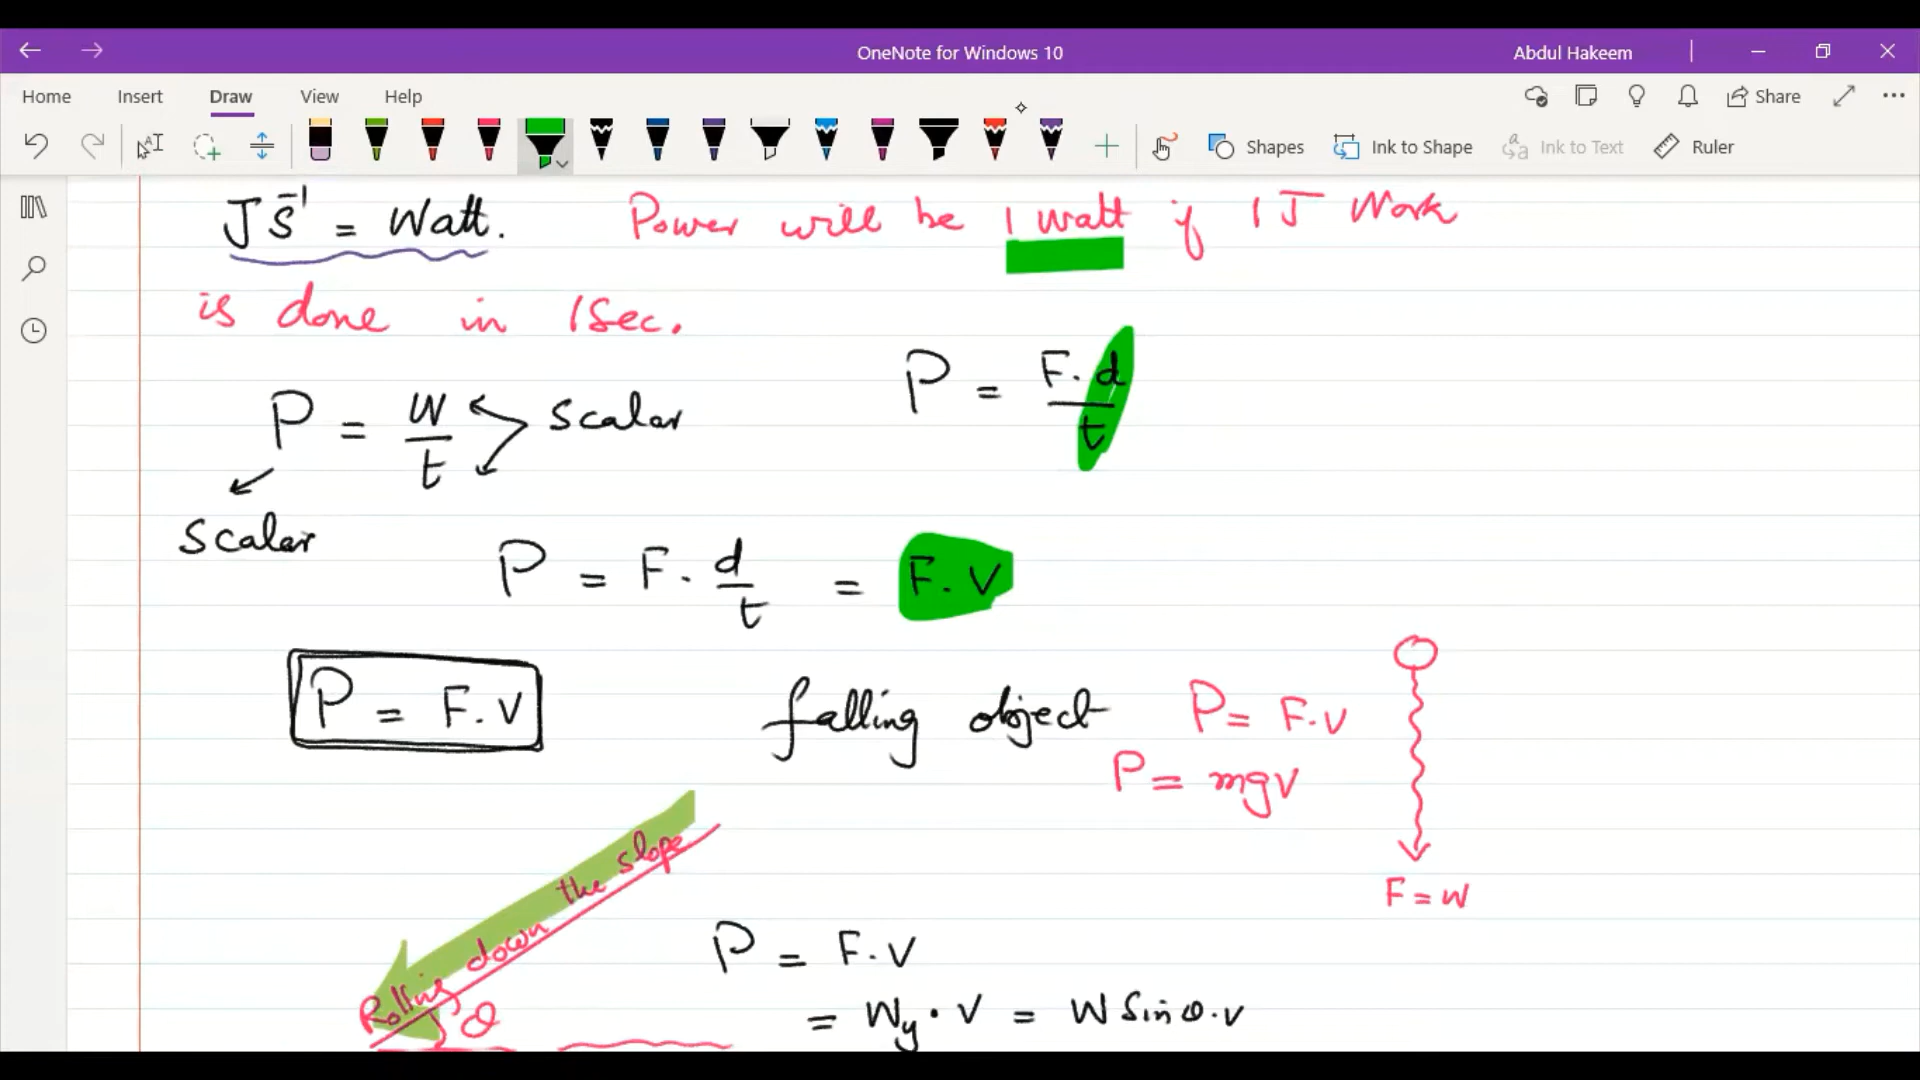 OneNote for Windows 10
Abdul Hakeem
Home Insert Draw View Help
Share
Shapes Ink to Shape Ink to Text Ruler
J S⁻¹ = Watt. Power will be 1 watt if 1 J Work
is done in 1 Sec.
P = W/t Scalar
P = F.d/t
Scalar
P = F. d/t = F. V
P = F. V
falling object
P = F. V
P = mgv
F = W
Rolling down the slope
θ
P = F. V
= Wy • V = W Sinθ. V